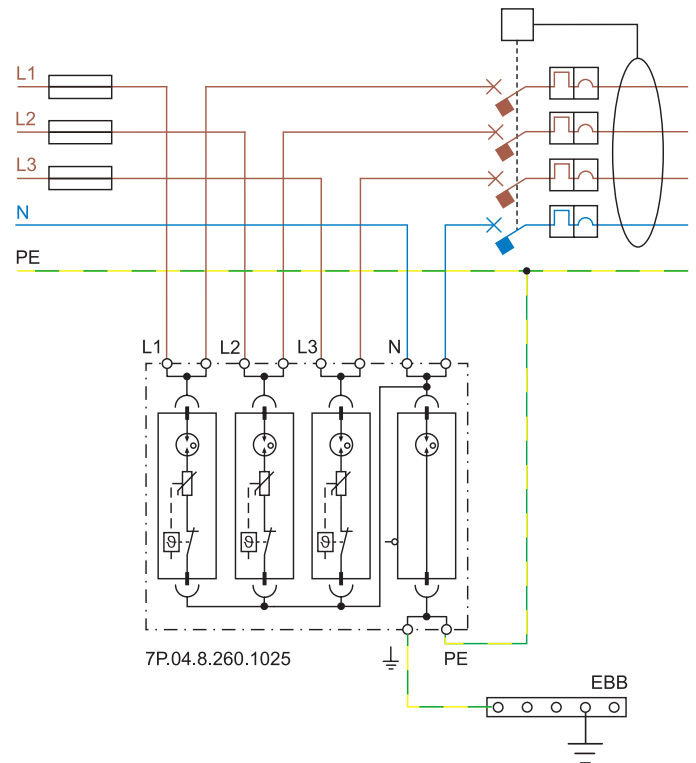 L1
L2
L3
N
PE
L1 L2 L3 N
ϑ ϑ ϑ
7P.04.8.260.1025
PE
EBB